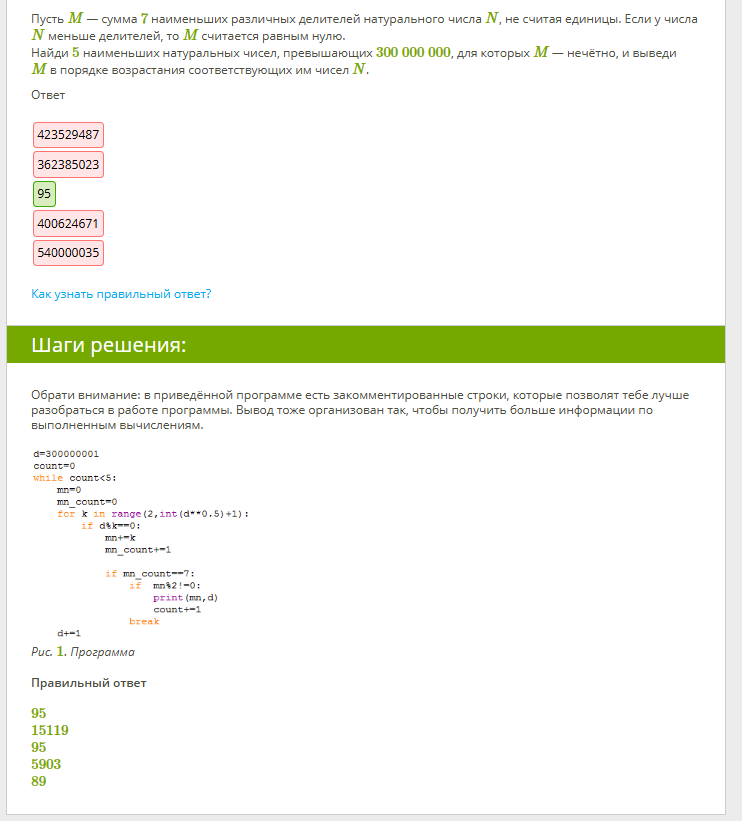 Пусть M — сумма 7 наименьших различных делителей натурального числа N, не считая единицы. Если у числа
N меньше делителей, то M считается равным нулю.
Найди 5 наименьших натуральных чисел, превышающих 300 000 000, для которых M — нечётно, и выведи
M в порядке возрастания соответствующих им чисел N.
Ответ
423529487
362385023
95
400624671
540000035
Как узнать правильный ответ?
Шаги решения:
Обрати внимание: в приведённой программе есть закомментированные строки, которые позволят тебе лучше
разобраться в работе программы. Вывод тоже организован так, чтобы получить больше информации по
выполненным вычислениям.
d=300000001
count=0
while count<5:
    mn=0
    mn_count=0
    for k in range(2,int(d**0.5)+1):
        if d%k==0:
            mn+=k
            mn_count+=1
            if mn_count==7:
                if  mn%2!=0:
                    print(mn,d)
                    count+=1
                break
    d+=1
Рис. 1. Программа
Правильный ответ
95
15119
95
5903
89